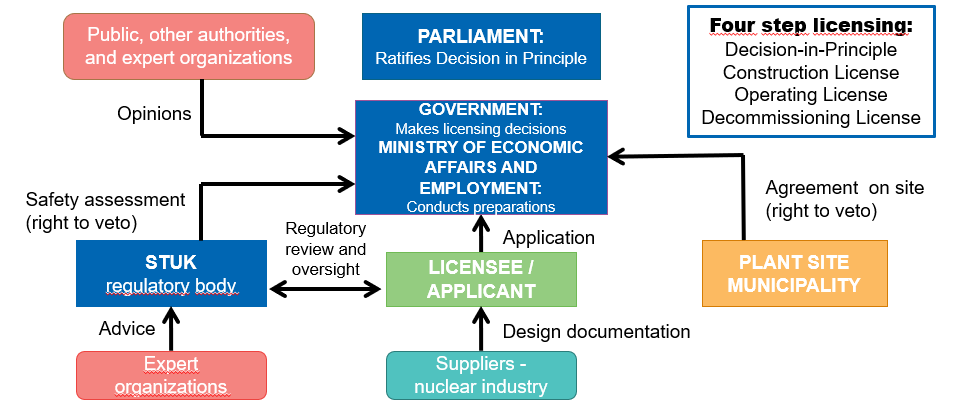 Public, other authorities,
and expert organizations
PARLIAMENT:
Ratifies Decision in Principle
Four step licensing:
Decision-in-Principle
Construction License
Operating License
Decommissioning License
Opinions
GOVERNMENT:
Makes licensing decisions
MINISTRY OF ECONOMIC
AFFAIRS AND
EMPLOYMENT:
Conducts preparations
Safety assessment
(right to veto)
Agreement on site
(right to veto)
Regulatory
review and
oversight
Application
STUK
regulatory body
LICENSEE /
APPLICANT
PLANT SITE
MUNICIPALITY
Advice
Design documentation
Expert
organizations
Suppliers -
nuclear industry